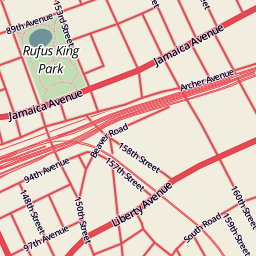 89th Avenue
153rd Street
Rufus King
Park
Jamaica Avenue
Archer Avenue
Jamaica Avenue
Beaver Road
158th Street
157th Street
94th Avenue
148th Street
150th Street
Liberty Avenue
97th Avenue
South Road
160th Street
159th Street